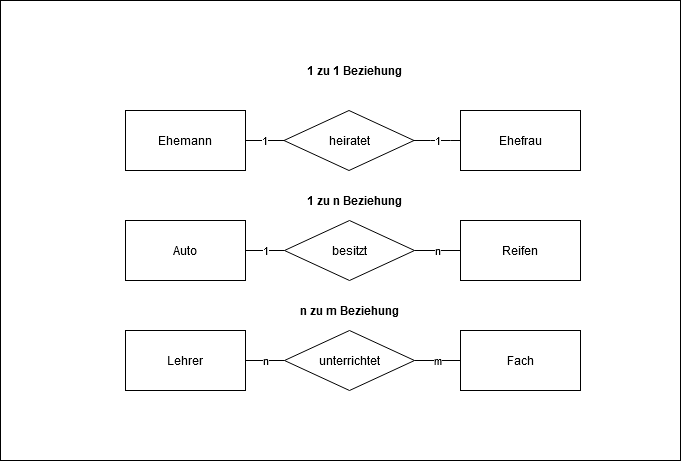 1 zu 1 Beziehung
Ehemann 1 heiratet 1 Ehefrau
1 zu n Beziehung
Auto 1 besitzt n Reifen
n zu m Beziehung
Lehrer n unterrichtet m Fach